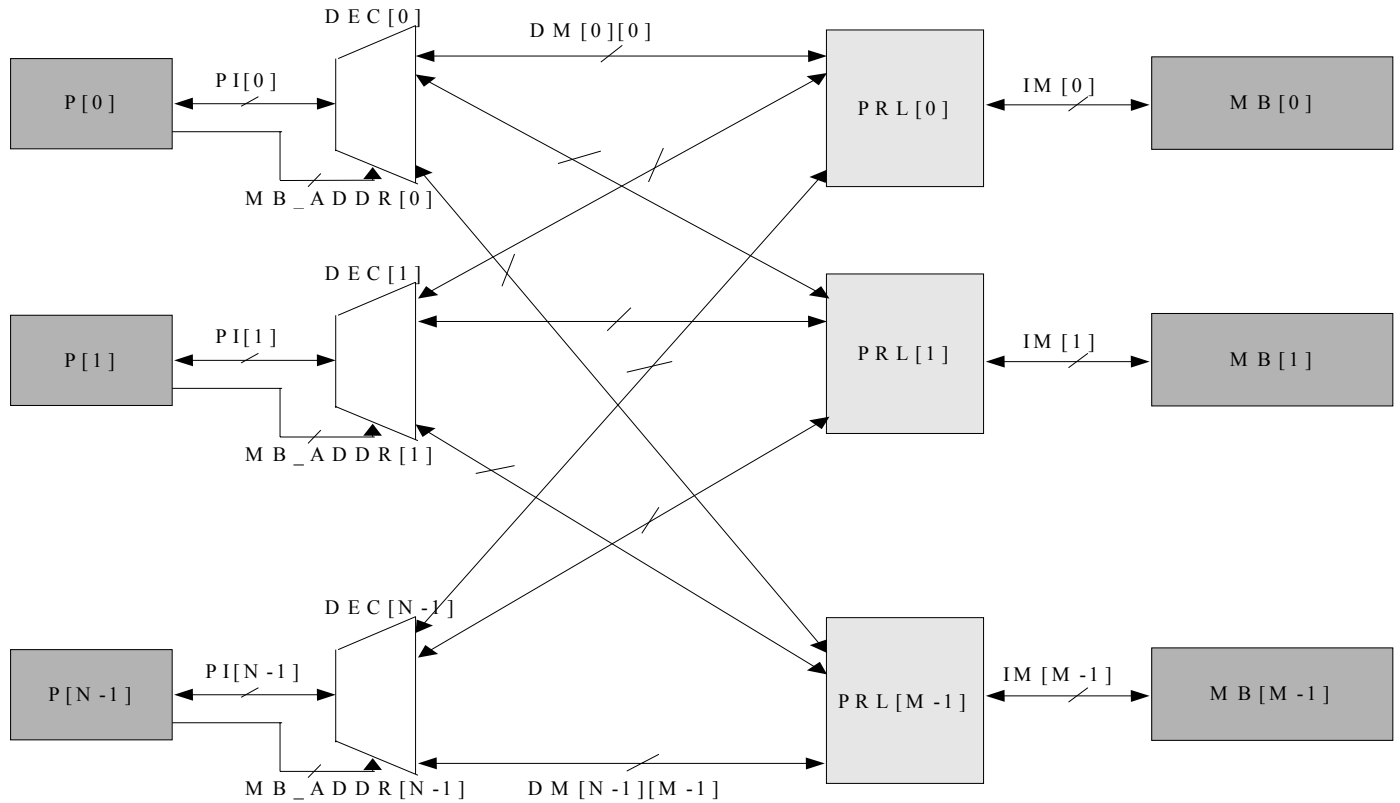 DEC[0]
DM[0][0]
PI[0]
IM[0]
P[0]
PRL[0]
MB[0]
MB_ADDR[0]
DEC[1]
PI[1]
IM[1]
P[1]
PRL[1]
MB[1]
MB_ADDR[1]
DEC[N-1]
PI[N-1]
IM[M-1]
P[N-1]
PRL[M-1]
MB[M-1]
MB_ADDR[N-1]
DM[N-1][M-1]